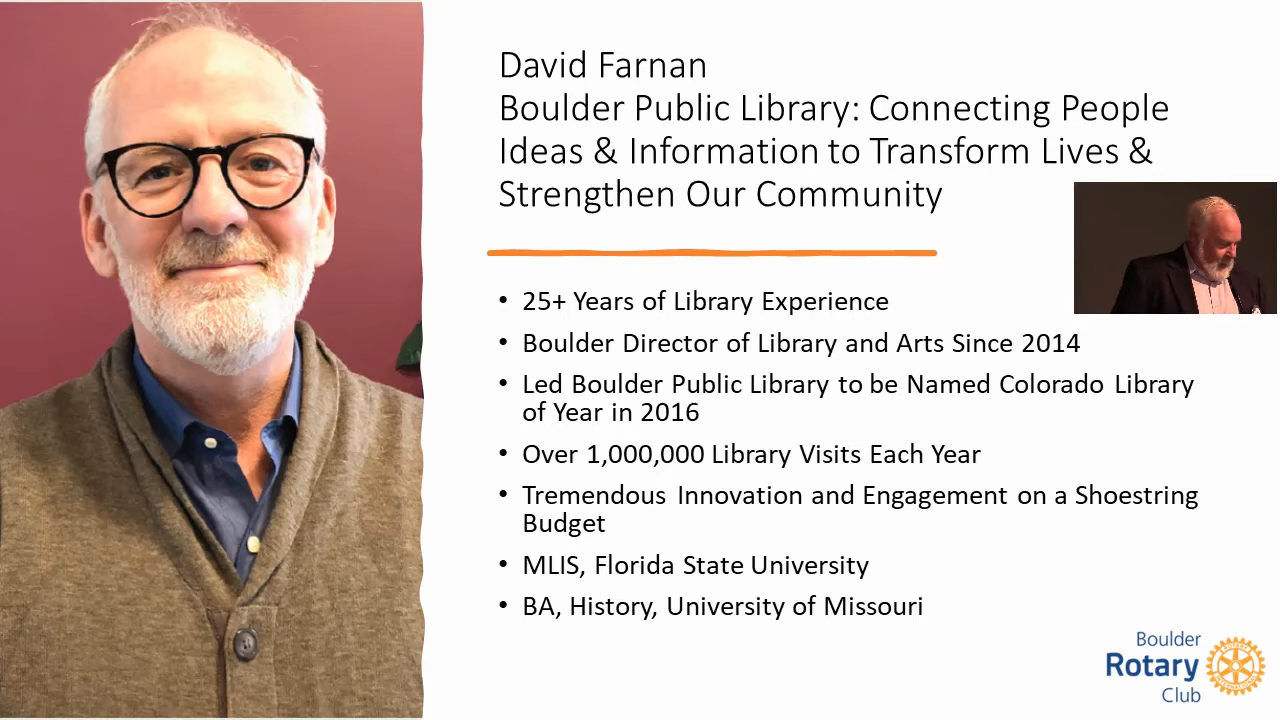 David Farnan
Boulder Public Library: Connecting People
Ideas & Information to Transform Lives &
Strengthen Our Community
• 25+ Years of Library Experience
• Boulder Director of Library and Arts Since 2014
• Led Boulder Public Library to be Named Colorado Library
of Year in 2016
• Over 1,000,000 Library Visits Each Year
• Tremendous Innovation and Engagement on a Shoestring
Budget
• MLIS, Florida State University
• BA, History, University of Missouri
Boulder
Rotary
Club